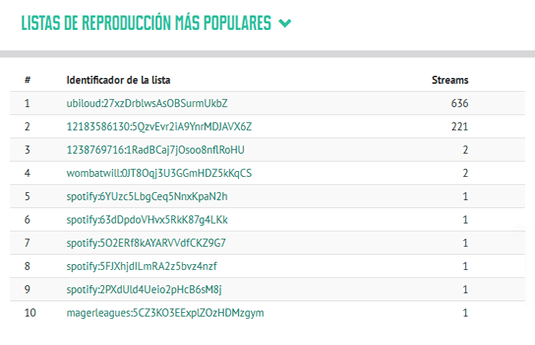 LISTAS DE REPRODUCCIÓN MÁS POPULARES
# Identificador de la lista Streams
1 ubiloud:27xzDrblwsAsOBSurmUkbZ 636
2 12183586130:5QzvEvr2iA9YnrMDJAVX6Z 221
3 1238769716:1RadBCaj7jOsoo8nflRoHU 2
4 wombatwill:0JT8Oqj3U3GGmHDZ5kKqCS 2
5 spotify:6YUzc5LbgCeq5NnxKpaN2h 1
6 spotify:63dDpdoVHvx5RkK87g4LKk 1
7 spotify:5O2ERf8kAYARVVdfCKZ9G7 1
8 spotify:5FJXhjdILmRA2z5bvz4nzf 1
9 spotify:2PXdUld4Ueio2pHcB6sM8j 1
10 magerleagues:5CZ3KO3EExplZOzHDMzgym 1